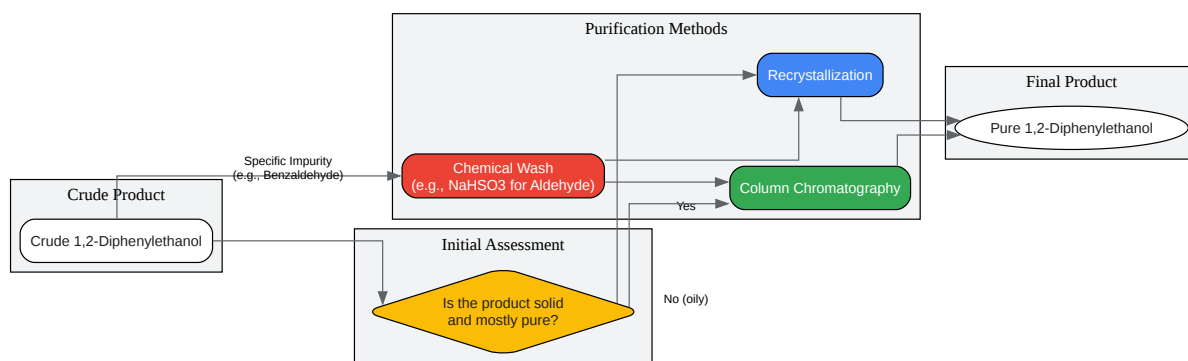 Purification Methods
Recrystallization
Final Product
Pure 1,2-Diphenylethanol
Specific Impurity
(e.g., Benzaldehyde)
Chemical Wash
(e.g., NaHSO3 for Aldehyde)
Column Chromatography
Yes
Crude Product
Crude 1,2-Diphenylethanol
Initial Assessment
Is the product solid
and mostly pure?
No (oily)